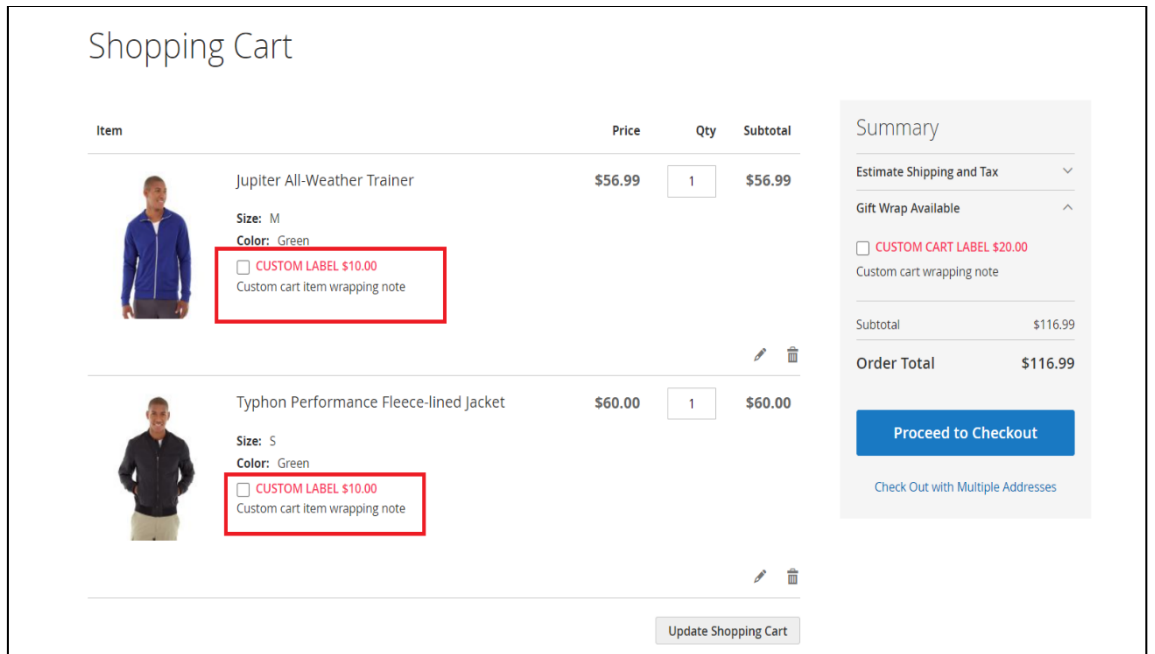 Shopping Cart
Item Price Qty Subtotal
Jupiter All-Weather Trainer $56.99 1 $56.99
Size: M
Color: Green
CUSTOM LABEL $10.00
Custom cart item wrapping note
Typhon Performance Fleece-lined Jacket $60.00 1 $60.00
Size: S
Color: Green
CUSTOM LABEL $10.00
Custom cart item wrapping note
Update Shopping Cart
Summary
Estimate Shipping and Tax
Gift Wrap Available
CUSTOM CART LABEL $20.00
Custom cart wrapping note
Subtotal $116.99
Order Total $116.99
Proceed to Checkout
Check Out with Multiple Addresses